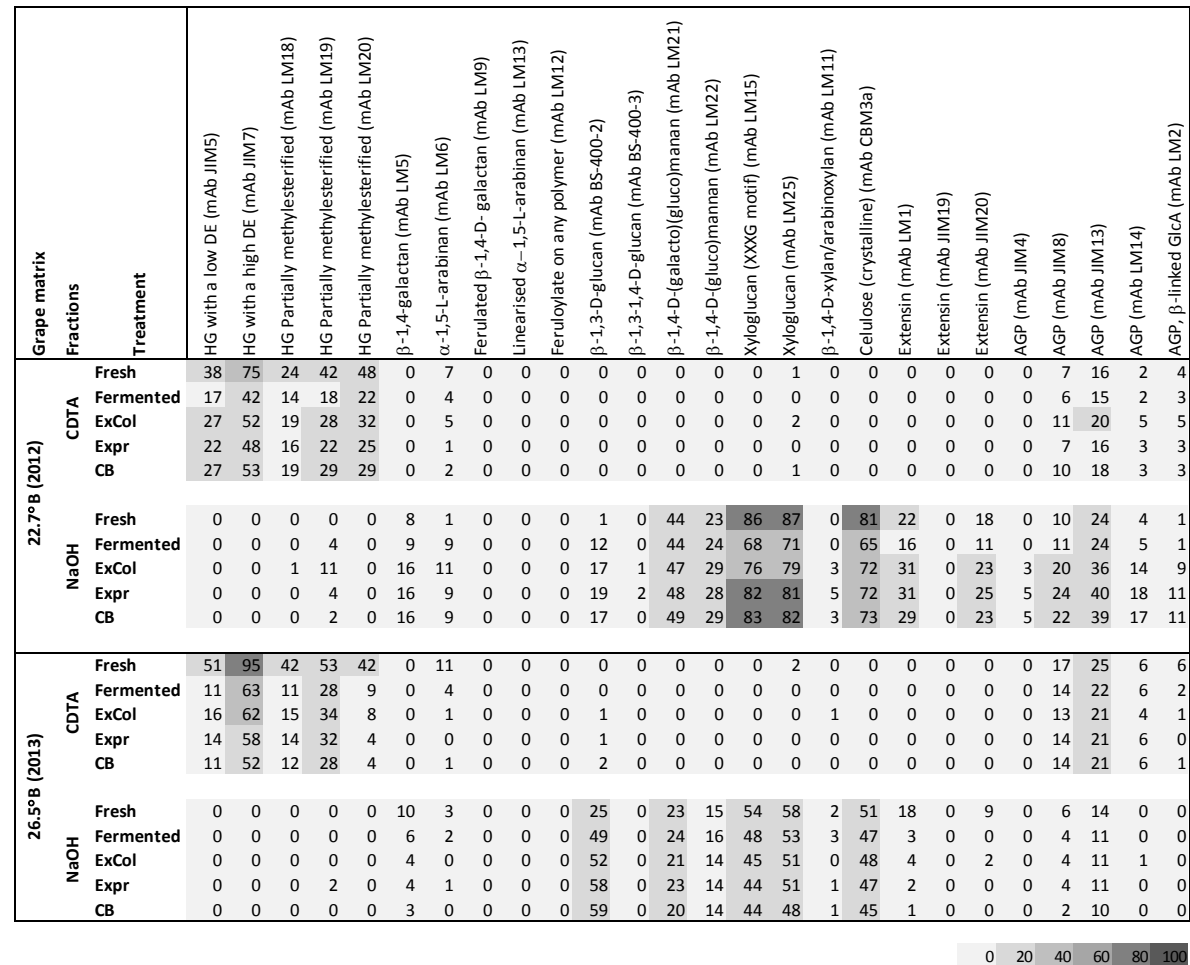 Grape matrix
Fractions
Treatment
HG with a low DE (mAb JIM5)
HG with a high DE (mAb JIM7)
HG Partially methylesterified (mAb LM18)
HG Partially methylesterified (mAb LM19)
HG Partially methylesterified (mAb LM20)
β-1,4-galactan (mAb LM5)
α-1,5-L-arabinan (mAb LM6)
Ferulated β-1,4-D- galactan (mAb LM9)
Linearised α–1,5-L-arabinan (mAb LM13)
Feruloylate on any polymer (mAb LM12)
β-1,3-D-glucan (mAb BS-400-2)
β-1,3-1,4-D-glucan (mAb BS-400-3)
β-1,4-D-(galacto)(gluco)manan (mAb LM21)
β-1,4-D-(gluco)mannan (mAb LM22)
Xyloglucan (XXXG motif) (mAb LM15)
Xyloglucan (mAb LM25)
β-1,4-D-xylan/arabinoxylan (mAb LM11)
Celulose (crystalline) (mAb CBM3a)
Extensin (mAb LM1)
Extensin (mAb JIM19)
Extensin (mAb JIM20)
AGP (mAb JIM4)
AGP (mAb JIM8)
AGP (mAb JIM13)
AGP (mAb LM14)
AGP, β-linked GlcA (mAb LM2)
22.7°B (2012)
CDTA
Fresh 38 75 24 42 48 0 7 0 0 0 0 0 0 0 0 1 0 0 0 0 0 0 7 16 2 4
Fermented 17 42 14 18 22 0 4 0 0 0 0 0 0 0 0 0 0 0 0 0 0 0 6 15 2 3
ExCol 27 52 19 28 32 0 5 0 0 0 0 0 0 0 0 2 0 0 0 0 0 0 11 20 5 5
Expr 22 48 16 22 25 0 1 0 0 0 0 0 0 0 0 0 0 0 0 0 0 0 7 16 3 3
CB 27 53 19 29 29 0 2 0 0 0 0 0 0 0 0 1 0 0 0 0 0 0 10 18 3 3
NaOH
Fresh 0 0 0 0 0 8 1 0 0 0 1 0 44 23 86 87 0 81 22 0 18 0 10 24 4 1
Fermented 0 0 0 4 0 9 9 0 0 0 12 0 44 24 68 71 0 65 16 0 11 0 11 24 5 1
ExCol 0 0 1 11 0 16 11 0 0 0 17 1 47 29 76 79 3 72 31 0 23 3 20 36 14 9
Expr 0 0 0 4 0 16 9 0 0 0 19 2 48 28 82 81 5 72 31 0 25 5 24 40 18 11
CB 0 0 0 2 0 16 9 0 0 0 17 0 49 29 83 82 3 73 29 0 23 5 22 39 17 11
26.5°B (2013)
CDTA
Fresh 51 95 42 53 42 0 11 0 0 0 0 0 0 0 0 2 0 0 0 0 0 0 17 25 6 6
Fermented 11 63 11 28 9 0 4 0 0 0 0 0 0 0 0 0 0 0 0 0 0 0 14 22 6 2
ExCol 16 62 15 34 8 0 1 0 0 0 1 0 0 0 0 0 1 0 0 0 0 0 13 21 4 1
Expr 14 58 14 32 4 0 0 0 0 0 1 0 0 0 0 0 0 0 0 0 0 0 14 21 6 0
CB 11 52 12 28 4 0 1 0 0 0 2 0 0 0 0 0 0 0 0 0 0 0 14 21 6 1
NaOH
Fresh 0 0 0 0 0 10 3 0 0 0 25 0 23 15 54 58 2 51 18 0 9 0 6 14 0 0
Fermented 0 0 0 0 0 6 2 0 0 0 49 0 24 16 48 53 3 47 3 0 0 0 4 11 0 0
ExCol 0 0 0 0 0 4 0 0 0 0 52 0 21 14 45 51 0 48 4 0 2 0 4 11 1 0
Expr 0 0 0 2 0 4 1 0 0 0 58 0 23 14 44 51 1 47 2 0 0 0 4 11 0 0
CB 0 0 0 0 0 3 0 0 0 0 59 0 20 14 44 48 1 45 1 0 0 0 2 10 0 0
0 20 40 60 80 100